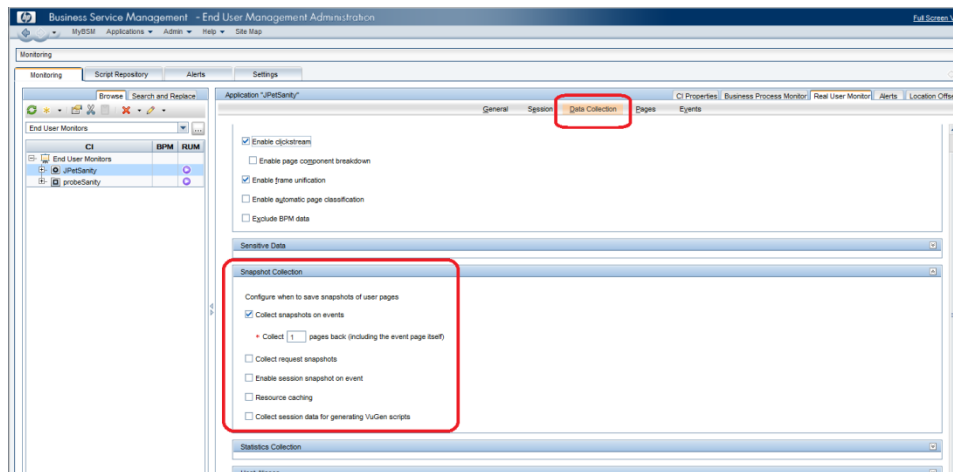 Business Service Management - End User Management Administration
Full Screen V
MyBSM Applications Admin Help Site Map
Monitoring
Monitoring Script Repository Alerts Settings
Browse Search and Replace
Application "JPetSanity"
CI Properties Business Process Monitor Real User Monitor Alerts Location Offse
General Session Data Collection Pages Events
End User Monitors ...
CI BPM RUM
End User Monitors
JPetSanity
probeSanity
Enable clickstream
Enable page component breakdown
Enable frame unification
Enable automatic page classification
Exclude BPM data
Sensitive Data
Snapshot Collection
Configure when to save snapshots of user pages
Collect snapshots on events
* Collect 1 pages back (including the event page itself)
Collect request snapshots
Enable session snapshot on event
Resource caching
Collect session data for generating VuGen scripts
Statistics Collection